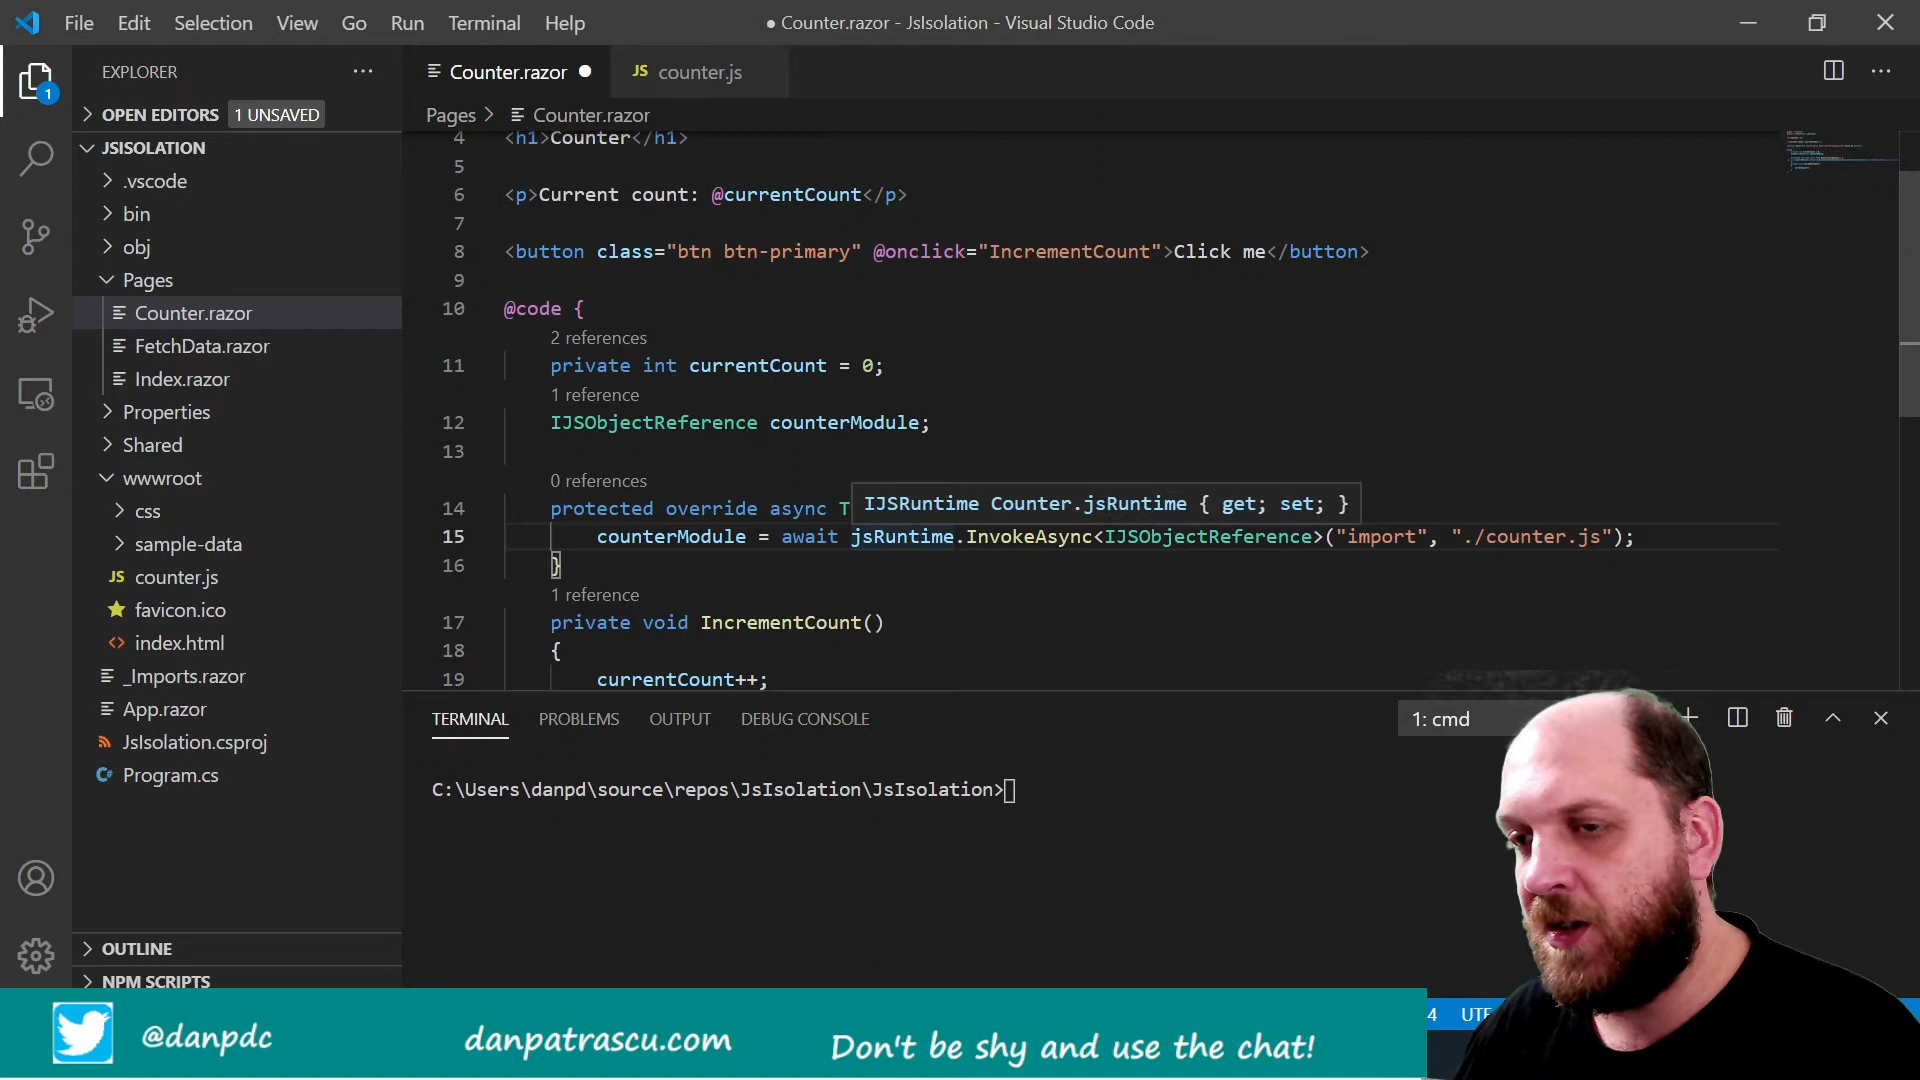 File Edit Selection View Go Run Terminal Help
● Counter.razor - JsIsolation - Visual Studio Code
EXPLORER
1
OPEN EDITORS 1 UNSAVED
JSISOLATION
.vscode
bin
obj
Pages
Counter.razor
FetchData.razor
Index.razor
Properties
Shared
wwwroot
css
sample-data
JS counter.js
favicon.ico
<> index.html
_Imports.razor
App.razor
JsIsolation.csproj
C# Program.cs
OUTLINE
NPM SCRIPTS
Counter.razor
JS counter.js
Pages > Counter.razor
4 <h1>Counter</h1>
5
6 <p>Current count: @currentCount</p>
7
8 <button class="btn btn-primary" @onclick="IncrementCount">Click me</button>
9
10 @code {
2 references
11 private int currentCount = 0;
1 reference
12 IJSObjectReference counterModule;
13
0 references
14 protected override async T
IJSRuntime Counter.jsRuntime { get; set; }
15 counterModule = await jsRuntime.InvokeAsync<IJSObjectReference>("import", "./counter.js");
16 }
1 reference
17 private void IncrementCount()
18 {
19 currentCount++;
TERMINAL PROBLEMS OUTPUT DEBUG CONSOLE
1: cmd
C:\Users\danpd\source\repos\JsIsolation\JsIsolation>
4
@danpdc
danpatrascu.com
Don't be shy and use the chat!